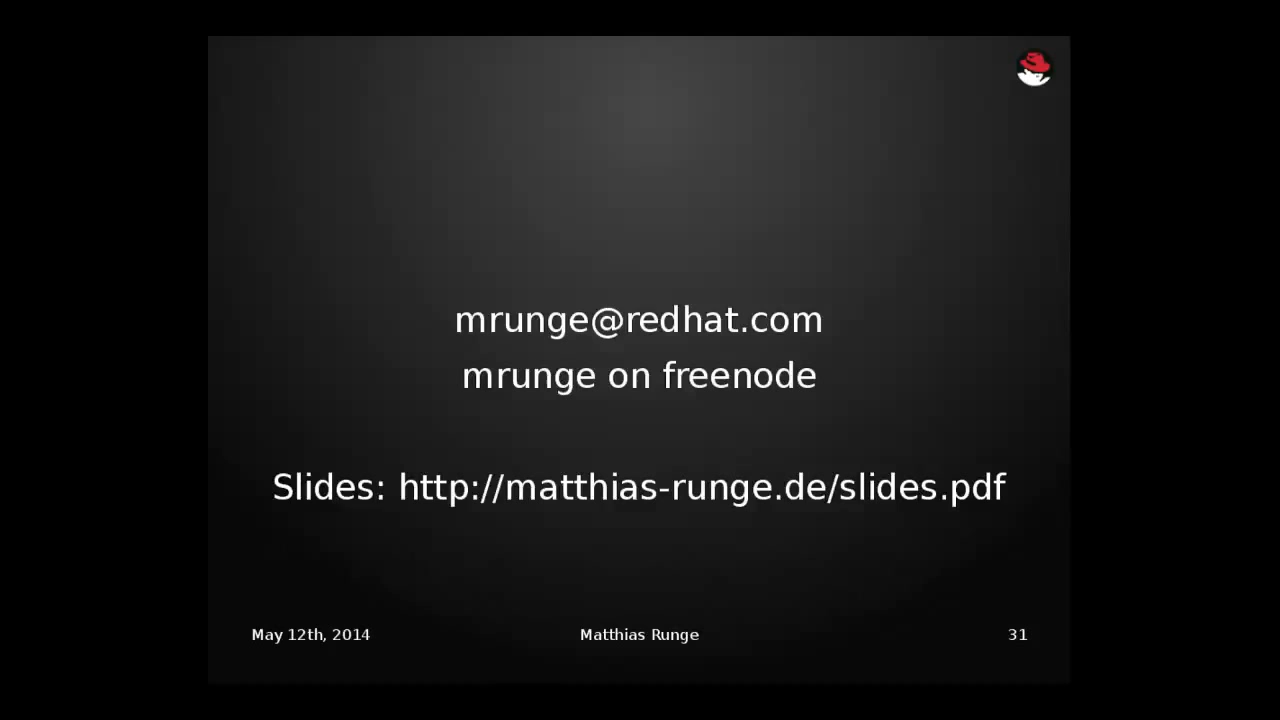 mrunge@redhat.com
mrunge on freenode
Slides: http://matthias-runge.de/slides.pdf
May 12th, 2014
Matthias Runge
31